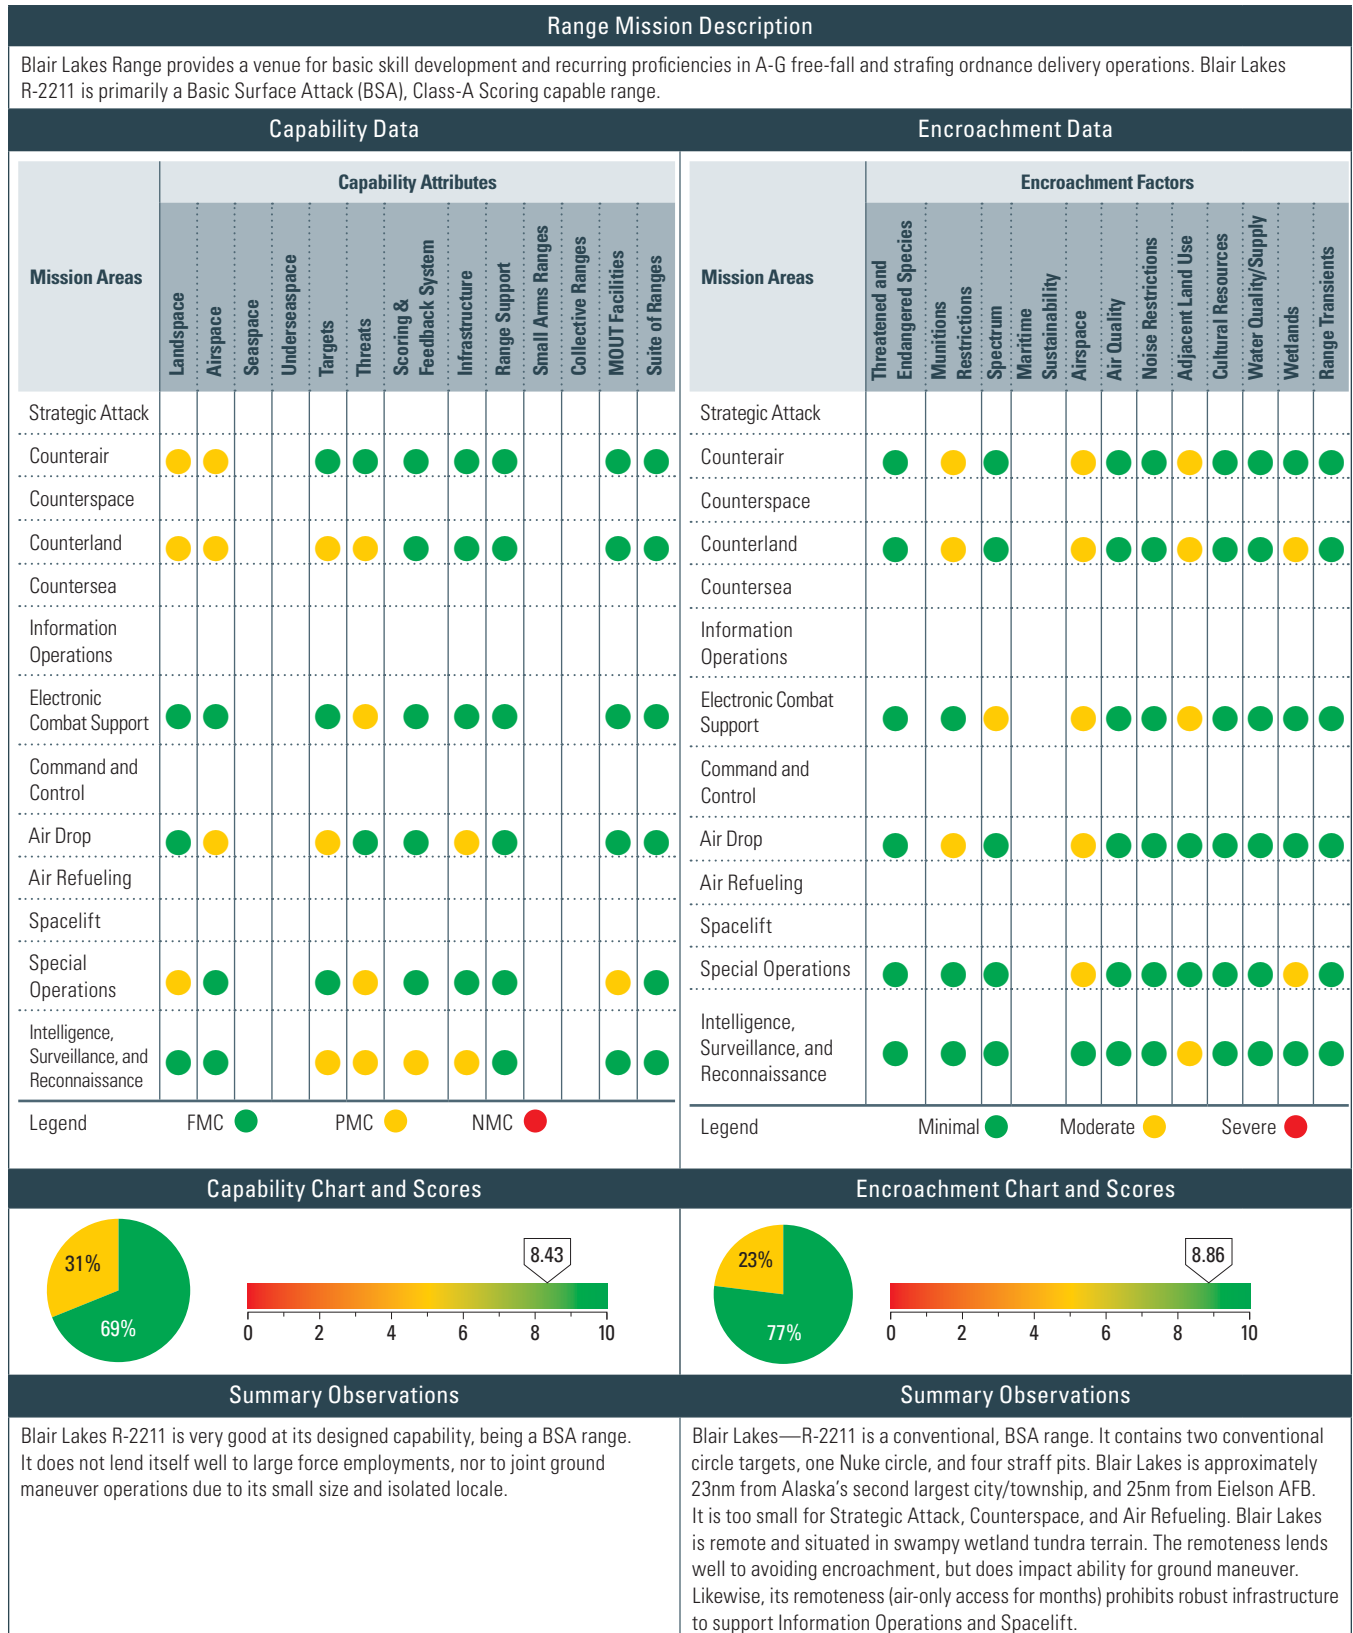 Range Mission Description
Blair Lakes Range provides a venue for basic skill development and recurring proficiencies in A-G free-fall and strafing ordnance delivery operations. Blair Lakes
R-2211 is primarily a Basic Surface Attack (BSA), Class-A Scoring capable range.
Capability Data
Mission Areas
Capability Attributes
Landspace
Airspace
Seaspace
Underseaspace
Targets
Threats
Scoring &
Feedback System
Infrastructure
Range Support
Small Arms Ranges
Collective Ranges
MOUT Facilities
Suite of Ranges
Strategic Attack
Counterair
Counterspace
Counterland
Countersea
Information
Operations
Electronic
Combat Support
Command and
Control
Air Drop
Air Refueling
Spacelift
Special
Operations
Intelligence,
Surveillance, and
Reconnaissance
Legend FMC PMC NMC
Encroachment Data
Mission Areas
Encroachment Factors
Threatened and
Endangered Species
Munitions
Restrictions
Spectrum
Maritime
Sustainability
Airspace
Air Quality
Noise Restrictions
Adjacent Land Use
Cultural Resources
Water Quality/Supply
Wetlands
Range Transients
Strategic Attack
Counterair
Counterspace
Counterland
Countersea
Information
Operations
Electronic Combat
Support
Command and
Control
Air Drop
Air Refueling
Spacelift
Special Operations
Intelligence,
Surveillance, and
Reconnaissance
Legend Minimal Moderate Severe
Capability Chart and Scores
31%
69%
8.43
0 2 4 6 8 10
Encroachment Chart and Scores
23%
77%
8.86
0 2 4 6 8 10
Summary Observations
Blair Lakes R-2211 is very good at its designed capability, being a BSA range.
It does not lend itself well to large force employments, nor to joint ground
maneuver operations due to its small size and isolated locale.
Summary Observations
Blair Lakes—R-2211 is a conventional, BSA range. It contains two conventional
circle targets, one Nuke circle, and four straff pits. Blair Lakes is approximately
23nm from Alaska's second largest city/township, and 25nm from Eielson AFB.
It is too small for Strategic Attack, Counterspace, and Air Refueling. Blair Lakes
is remote and situated in swampy wetland tundra terrain. The remoteness lends
well to avoiding encroachment, but does impact ability for ground maneuver.
Likewise, its remoteness (air-only access for months) prohibits robust infrastructure
to support Information Operations and Spacelift.